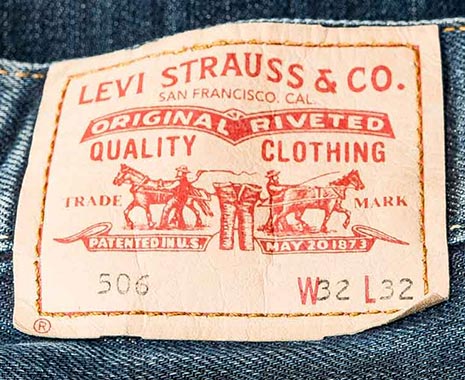 LEVI STRAUSS & CO.
SAN FRANCISCO, CAL.
ORIGINAL RIVETED
QUALITY CLOTHING
TRADE MARK
PATENTED IN U.S. MAY 20 1873
506 W32 L32
®